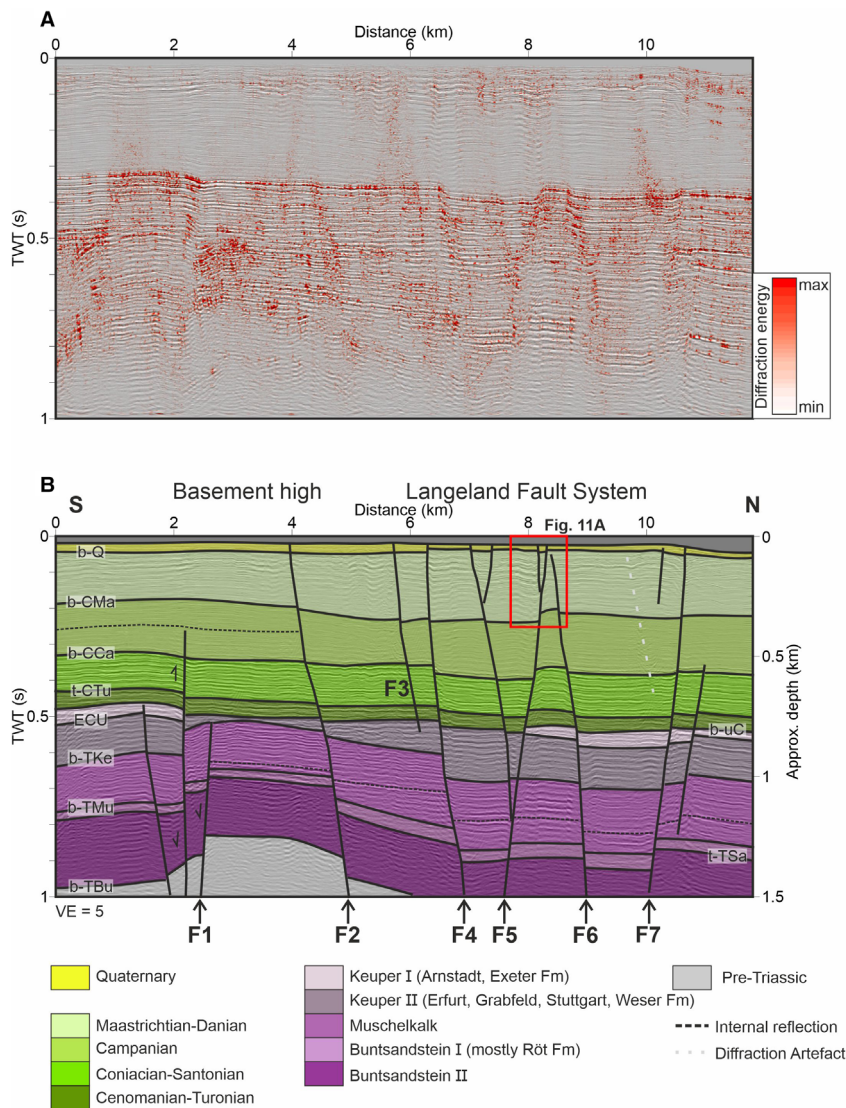 A
Distance (km)
0 2 4 6 8 10
0
0.5
1
TWT (s)
Diffraction energy
max
min
B
S
Basement high
Langeland Fault System
N
Distance (km)
0 2 4 6 8 10
Fig. 11A
0
0.5
1
TWT (s)
b-Q
b-CMa
b-CCa
t-CTu
ECU
b-TKe
b-TMu
b-TBu
F3
b-uC
t-TSa
0
0.5
1
1.5
Approx. depth (km)
VE = 5
F1 F2 F4 F5 F6 F7
Quaternary
Maastrichtian-Danian
Campanian
Coniacian-Santonian
Cenomanian-Turonian
Keuper I (Arnstadt, Exeter Fm)
Keuper II (Erfurt, Grabfeld, Stuttgart, Weser Fm)
Muschelkalk
Buntsandstein I (mostly Röt Fm)
Buntsandstein II
Pre-Triassic
Internal reflection
Diffraction Artefact